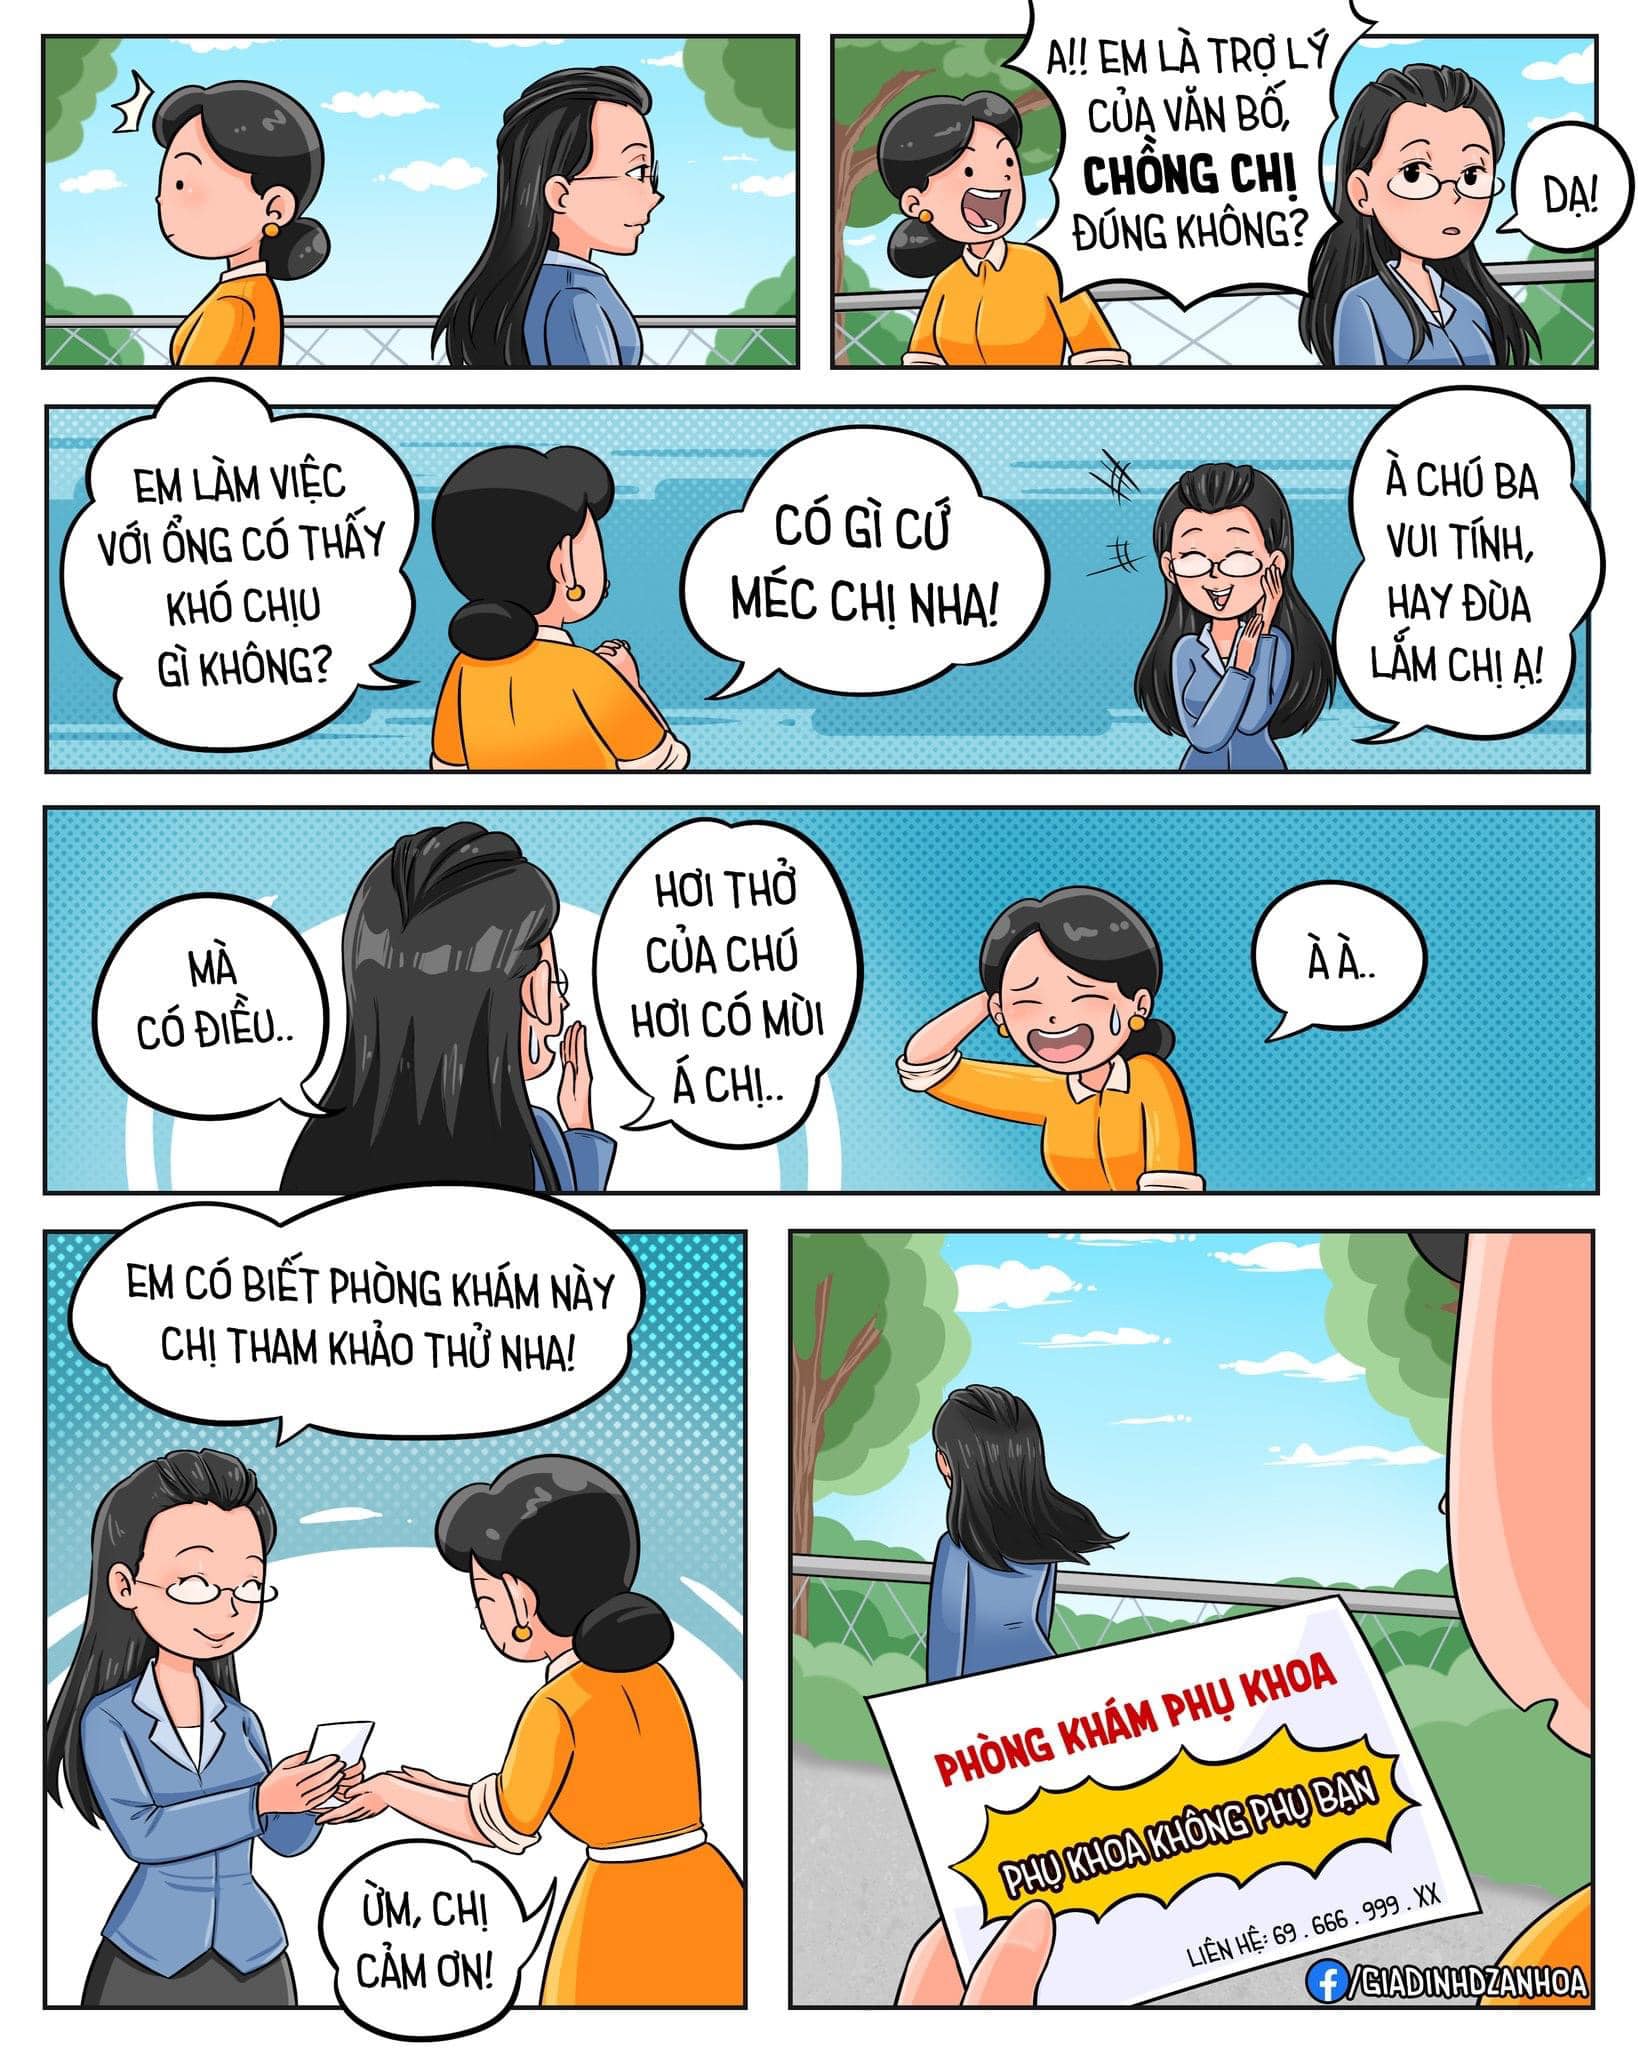 A!! EM LÀ TRỢ LÝ
CỦA VĂN BỐ,
CHỒNG CHỊ
ĐÚNG KHÔNG?
DẠ!
EM LÀM VIỆC
VỚI ỔNG CÓ THẤY
KHÓ CHỊU
GÌ KHÔNG?
CÓ GÌ CỨ
MÉC CHỊ NHA!
À CHÚ BA
VUI TÍNH,
HAY ĐÙA
LẮM CHỊ Ạ!
MÀ
CÓ ĐIỀU..
HƠI THỞ
CỦA CHÚ
HƠI CÓ MÙI
Á CHỊ..
À À..
EM CÓ BIẾT PHÒNG KHÁM NÀY
CHỊ THAM KHẢO THỬ NHA!
ỪM, CHỊ
CẢM ƠN!
PHÒNG KHÁM PHỤ KHOA
PHỤ KHOA KHÔNG PHỤ BẠN
LIÊN HỆ: 69 . 666 . 999 . XX
/GIADINHDZANHOA